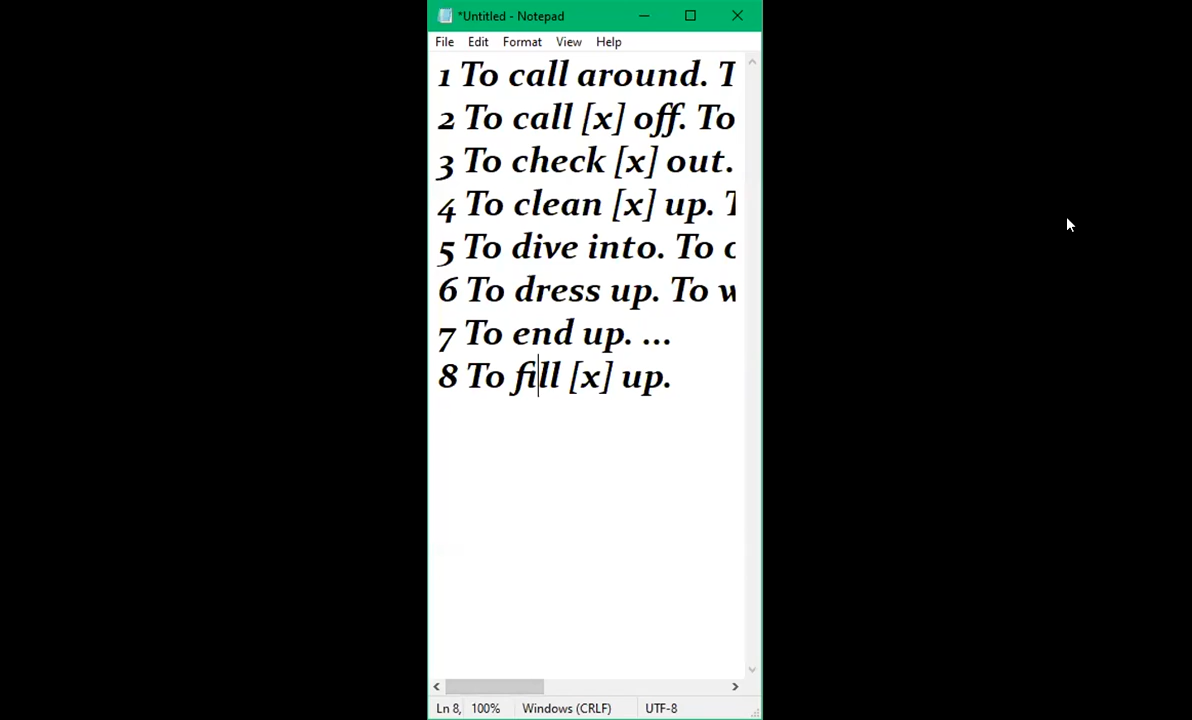 *Untitled - Notepad
File Edit Format View Help
1 To call around. T
2 To call [x] off. To
3 To check [x] out.
4 To clean [x] up. T
5 To dive into. To c
6 To dress up. To w
7 To end up. ...
8 To fill [x] up.
Ln 8, 100% Windows (CRLF) UTF-8